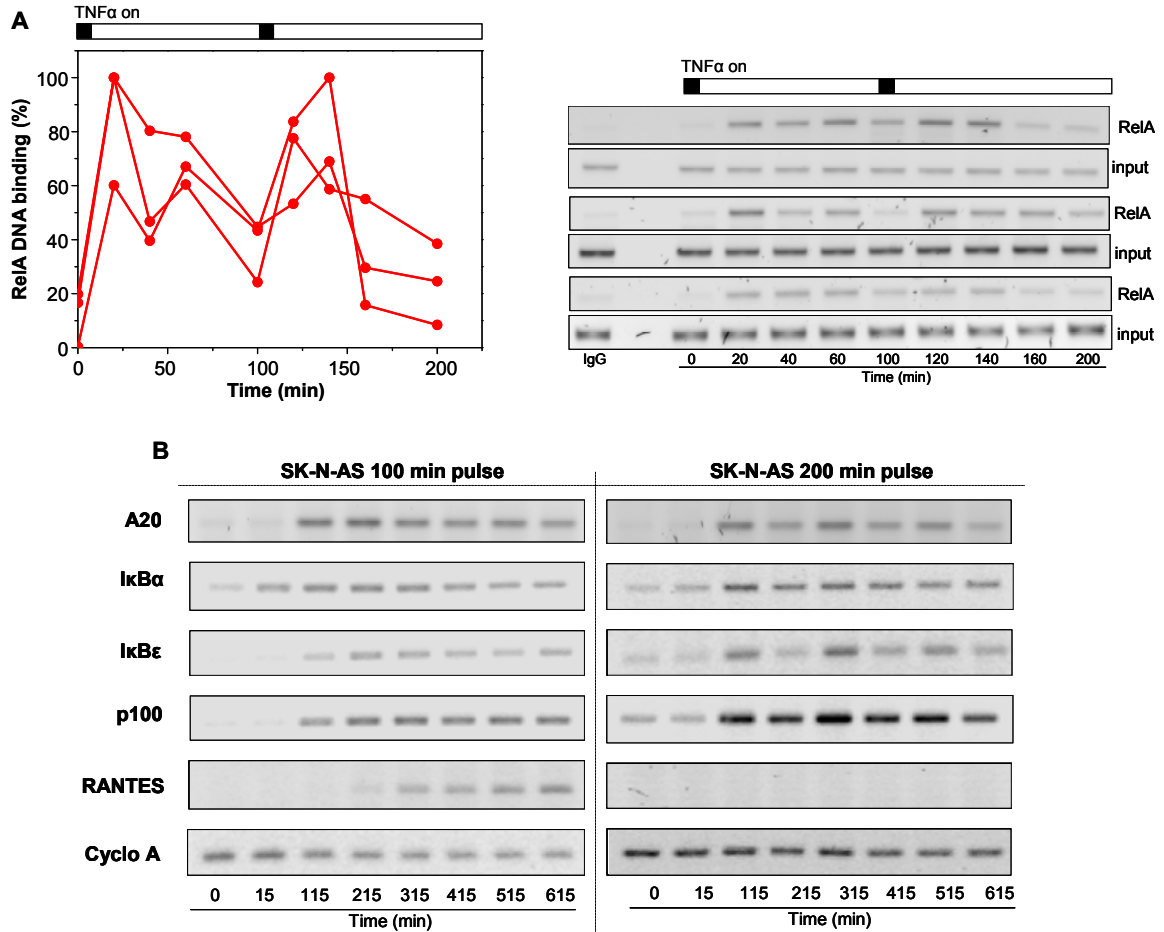 A
TNFα on
RelA DNA binding (%)
100
80
60
40
20
0
0 50 100 150 200
Time (min)
TNFα on
RelA
input
RelA
input
RelA
input
IgG 0 20 40 60 100 120 140 160 200
Time (min)
B
SK-N-AS 100 min pulse SK-N-AS 200 min pulse
A20
IκBα
IκBε
p100
RANTES
Cyclo A
0 15 115 215 315 415 515 615 0 15 115 215 315 415 515 615
Time (min) Time (min)